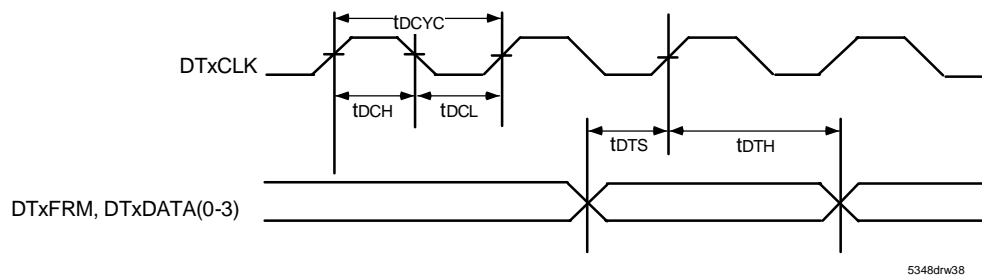 tDCYC
DTxCLK
tDCH
tDCL
tDTS
tDTH
DTxFRM, DTxDATA(0-3)
5348drw38